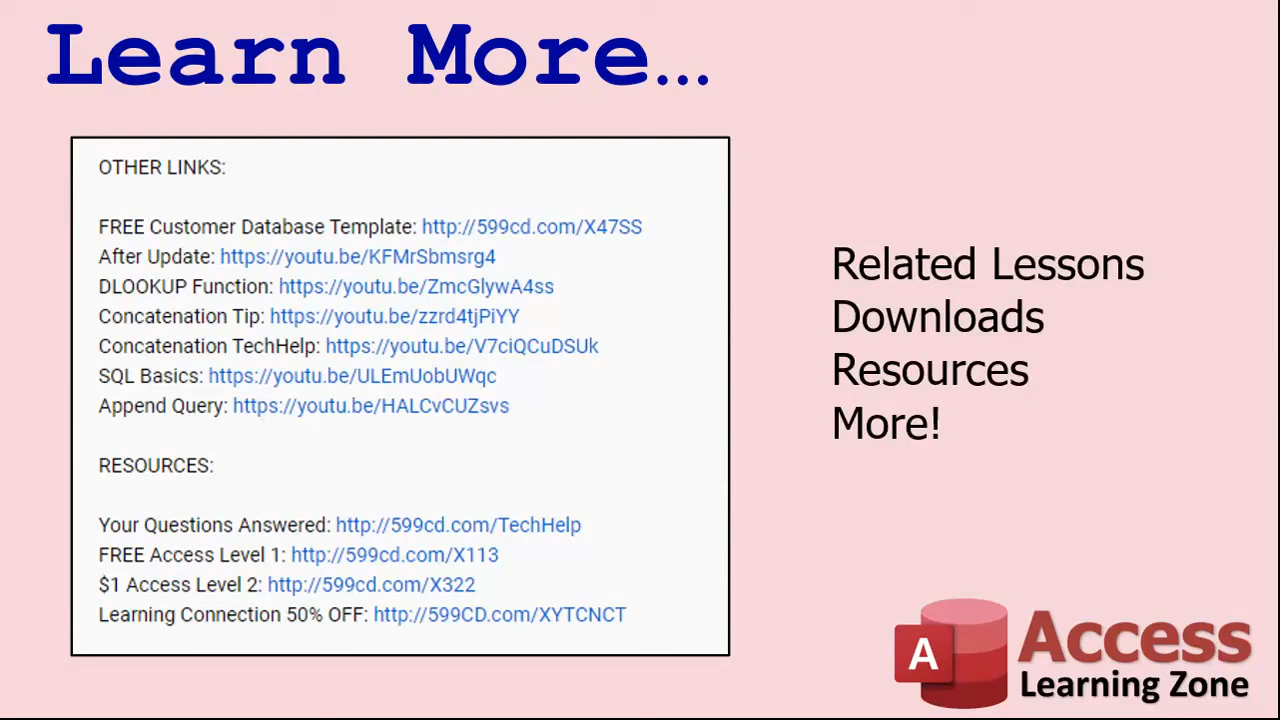 Learn More...
OTHER LINKS:
FREE Customer Database Template: http://599cd.com/X47SS
After Update: https://youtu.be/KFMrSbmsrg4
DLOOKUP Function: https://youtu.be/ZmcGlywA4ss
Concatenation Tip: https://youtu.be/zzrd4tjPiYY
Concatenation TechHelp: https://youtu.be/V7ciQCuDSUk
SQL Basics: https://youtu.be/ULEmUobUWqc
Append Query: https://youtu.be/HALCvCUZsvs
RESOURCES:
Your Questions Answered: http://599cd.com/TechHelp
FREE Access Level 1: http://599cd.com/X113
$1 Access Level 2: http://599cd.com/X322
Learning Connection 50% OFF: http://599CD.com/XYTCNCT
Related Lessons
Downloads
Resources
More!
A
Access
Learning Zone